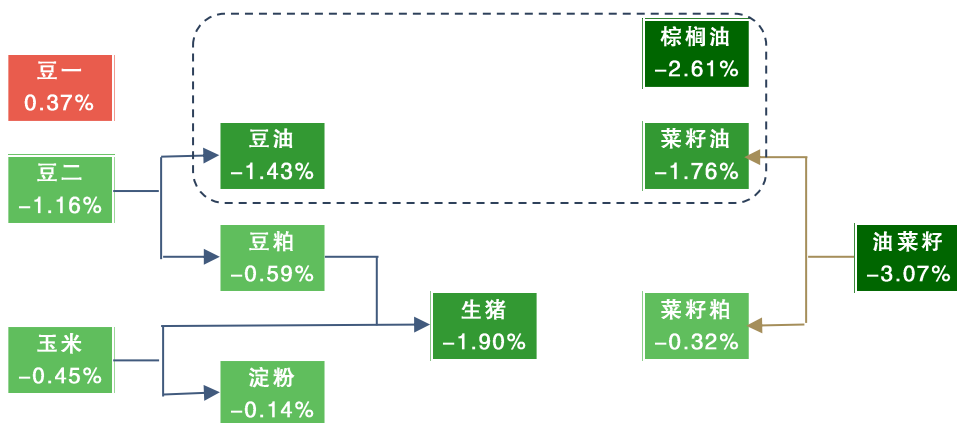 棕榈油
-2.61%
豆一
0.37%
豆油
-1.43%
菜籽油
-1.76%
豆二
-1.16%
豆粕
-0.59%
油菜籽
-3.07%
生猪
-1.90%
菜籽粕
-0.32%
玉米
-0.45%
淀粉
-0.14%